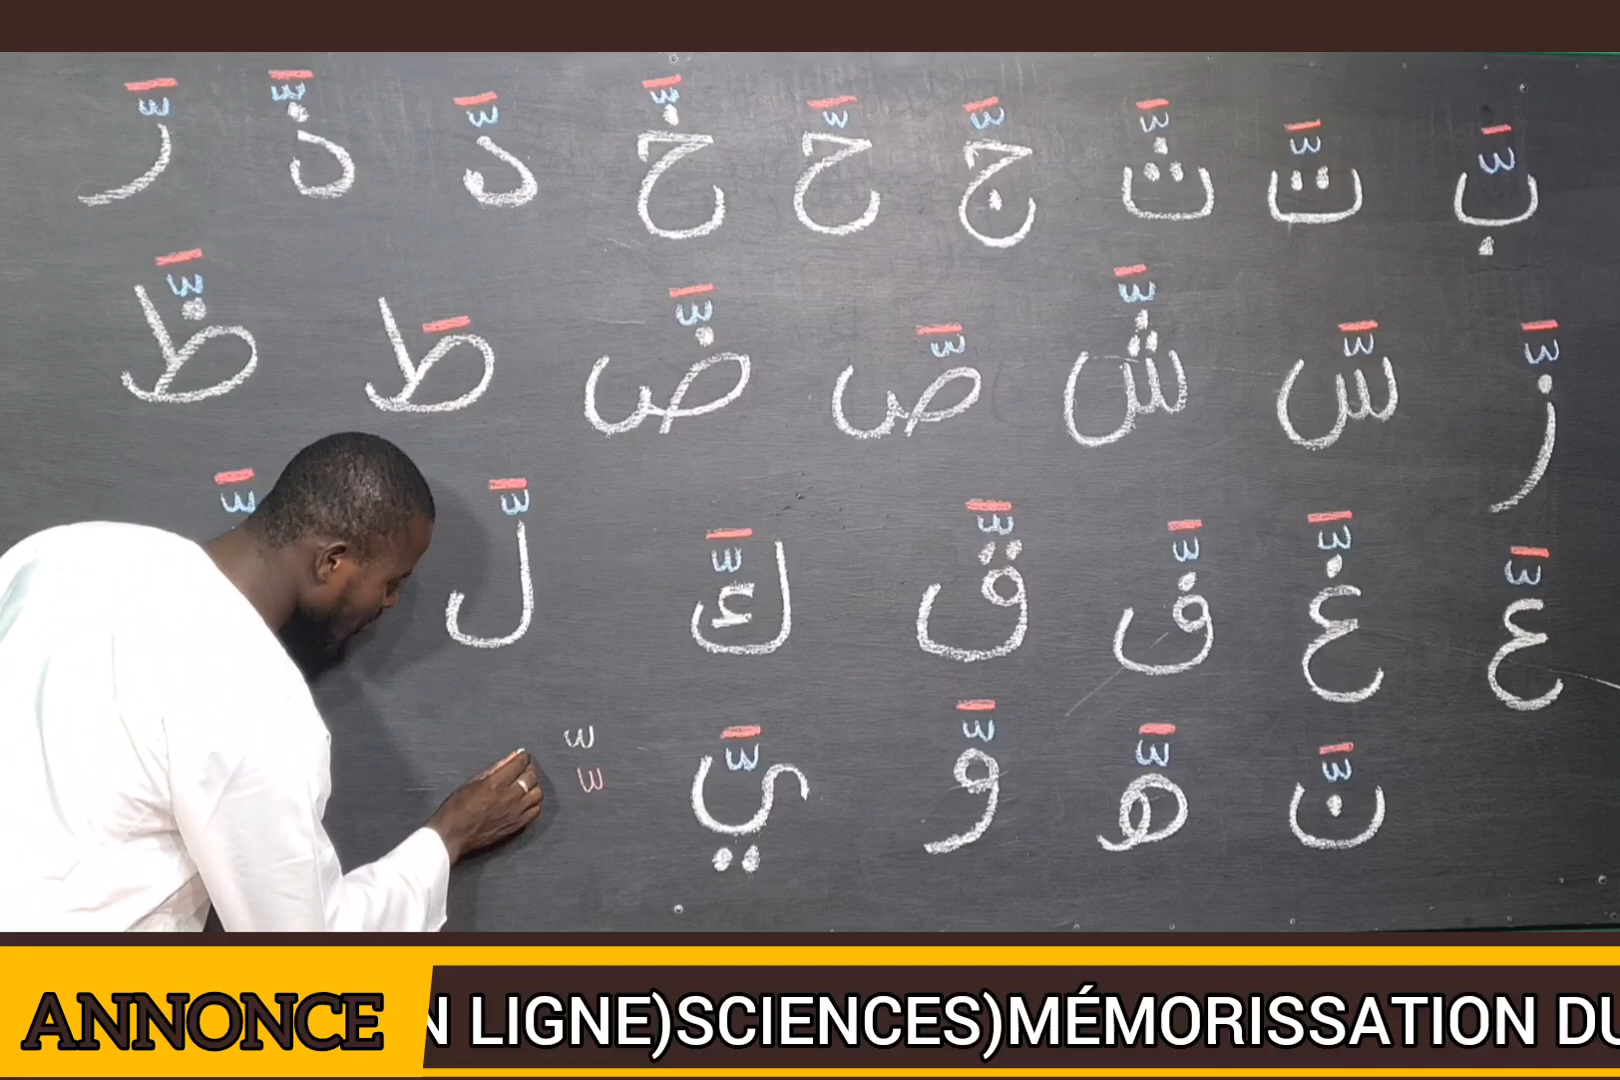 بَّ تَّ ثَّ جَّ حَّ خَّ دَّ ذَّ رَّ
زَّ سَّ شَّ صَّ ضَّ طَ ظَّ
عَّ غَّ فَّ قَّ كَّ لَّ
نَّ هَّ وَّ يَّ
ANNONCE
N LIGNE)SCIENCES)MÉMORISSATION DU